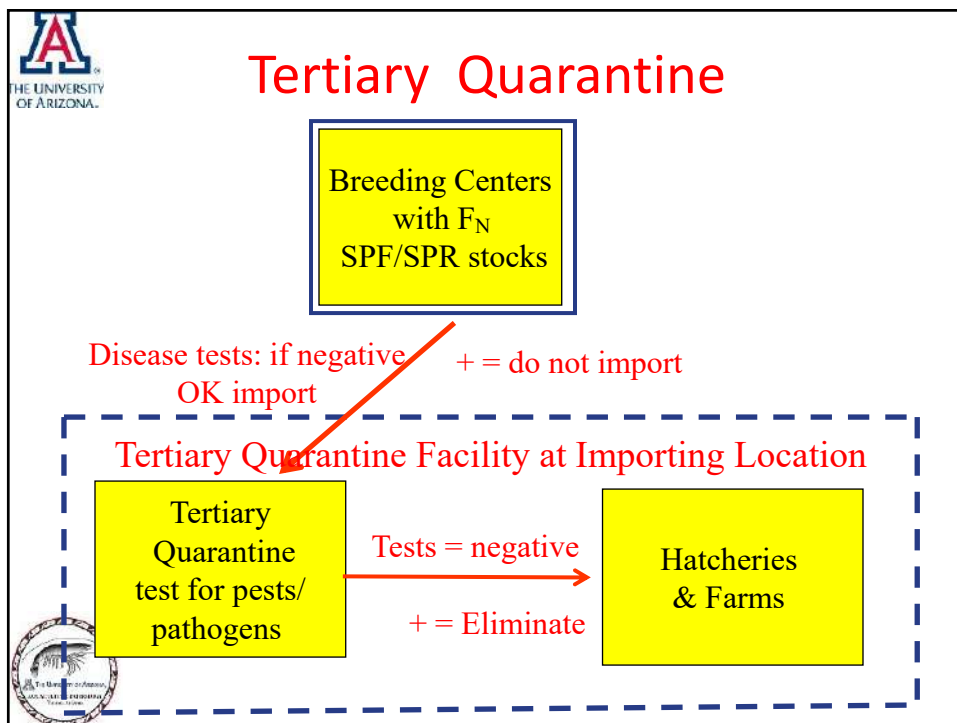 THE UNIVERSITY
OF ARIZONA.
Tertiary Quarantine
Breeding Centers
with F_N
SPF/SPR stocks
Disease tests: if negative
OK import
+ = do not import
Tertiary Quarantine Facility at Importing Location
Tertiary
Quarantine
test for pests/
pathogens
Tests = negative
+ = Eliminate
Hatcheries
& Farms